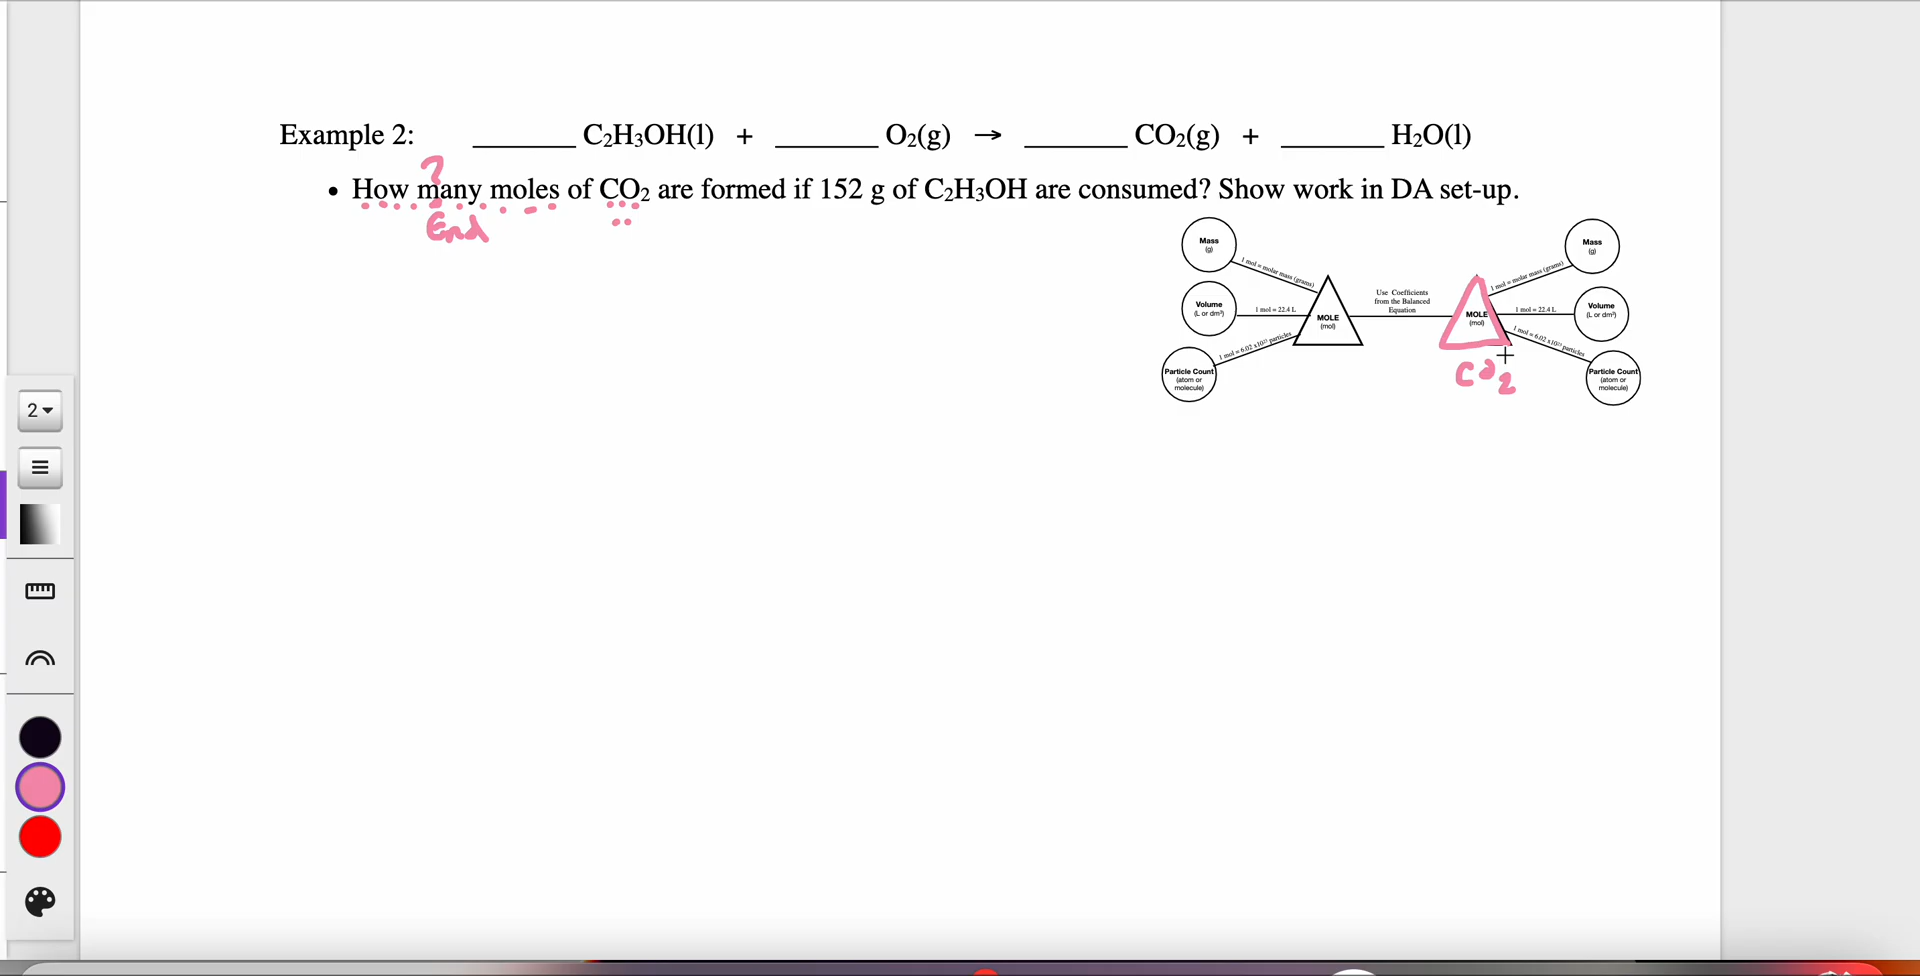 Example 2: ______ C₂H₃OH(l) + ______ O₂(g) → ______ CO₂(g) + ______ H₂O(l)
?
• How many moles of CO₂ are formed if 152 g of C₂H₃OH are consumed? Show work in DA set-up.
End
Mass
(g)
1 mol = molar mass (grams)
Volume
(L or dm³)
1 mol = 22.4 L
Particle Count
(atom or
molecule)
1 mol = 6.02 x10²³ particles
MOLE
(mol)
Use Coefficients
from the Balanced
Equation
MOLE
(mol)
CO₂
1 mol = molar mass (grams)
Mass
(g)
1 mol = 22.4 L
Volume
(L or dm³)
1 mol = 6.02 x10²³ particles
Particle Count
(atom or
molecule)
2